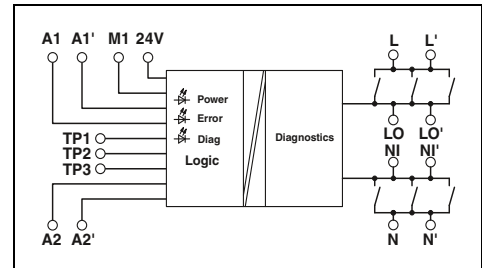 A1 A1' M1 24V L L'
Power
Error
Diag
Logic
Diagnostics
TP1
TP2
TP3
LO LO'
NI NI'
A2 A2' N N'